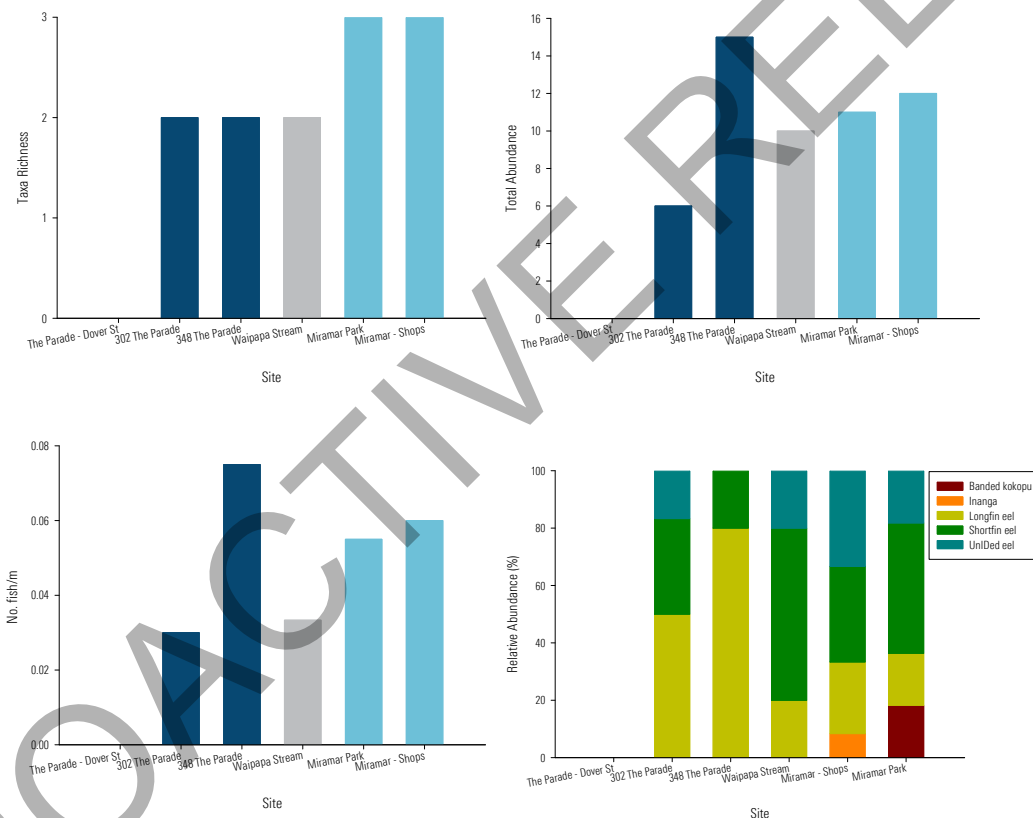 3
2
1
0
Taxa Richness
The Parade - Dover St
302 The Parade
348 The Parade
Waipapa Stream
Miramar Park
Miramar - Shops
Site
16
14
12
10
8
6
4
2
0
Total Abundance
The Parade - Dover St
302 The Parade
348 The Parade
Waipapa Stream
Miramar Park
Miramar - Shops
Site
0.08
0.06
0.04
0.02
0.00
No. fish/m
The Parade - Dover St
302 The Parade
348 The Parade
Waipapa Stream
Miramar Park
Miramar - Shops
Site
100
80
60
40
20
0
Relative Abundance (%)
The Parade - Dover St
302 The Parade
348 The Parade
Waipapa Stream
Miramar - Shops
Miramar Park
Site
Banded kokopu
Inanga
Longfin eel
Shortfin eel
UnIDed eel
OACTIVE REL